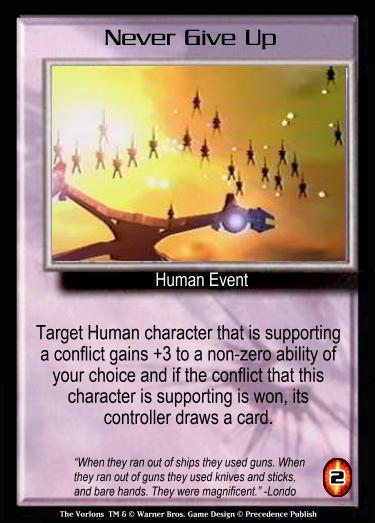 Never Give Up
Human Event
Target Human character that is supporting
a conflict gains +3 to a non-zero ability of
your choice and if the conflict that this
character is supporting is won, its
controller draws a card.
"When they ran out of ships they used guns. When
they ran out of guns they used knives and sticks,
and bare hands. They were magnificent." -Londo
2
The Vorlons TM & © Warner Bros. Game Design © Precedence Publish